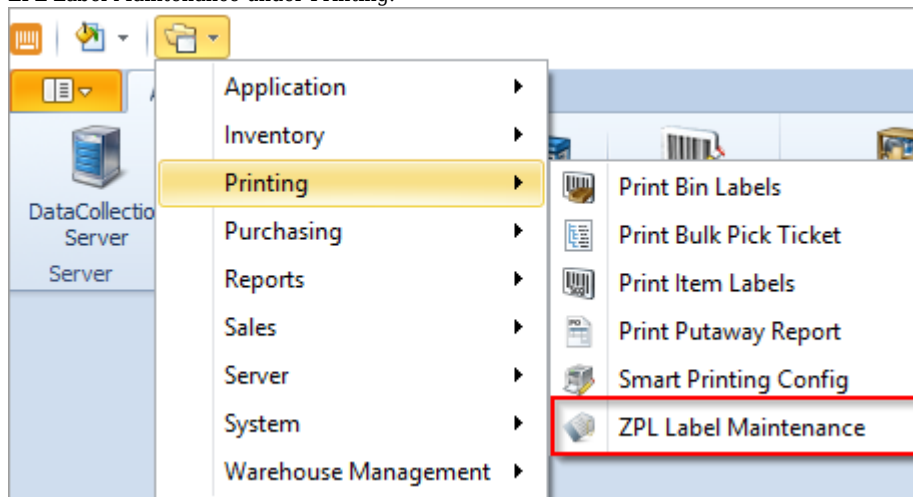 Application
Inventory
Printing
Purchasing
Reports
Sales
Server
System
Warehouse Management
Print Bin Labels
Print Bulk Pick Ticket
Print Item Labels
Print Putaway Report
Smart Printing Config
ZPL Label Maintenance
DataCollectio
Server
Server